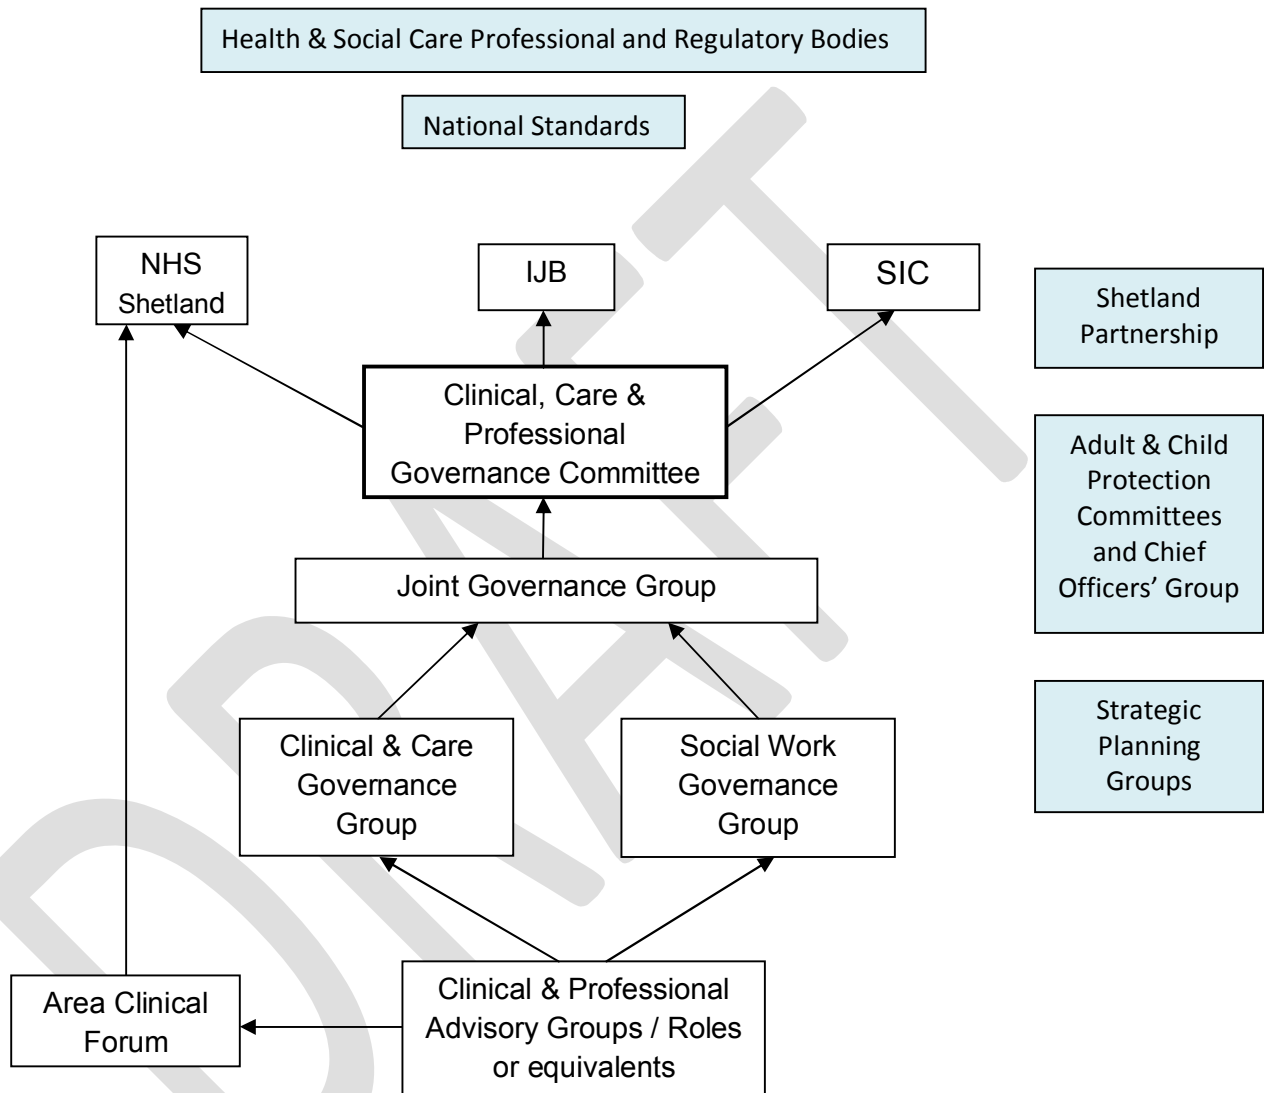 Health & Social Care Professional and Regulatory Bodies
National Standards
NHS
Shetland
IJB
SIC
Shetland
Partnership
Clinical, Care &
Professional
Governance Committee
Adult & Child
Protection
Committees
and Chief
Officers’ Group
Joint Governance Group
Strategic
Planning
Groups
Clinical & Care
Governance
Group
Social Work
Governance
Group
Area Clinical
Forum
Clinical & Professional
Advisory Groups / Roles
or equivalents
DRAFT